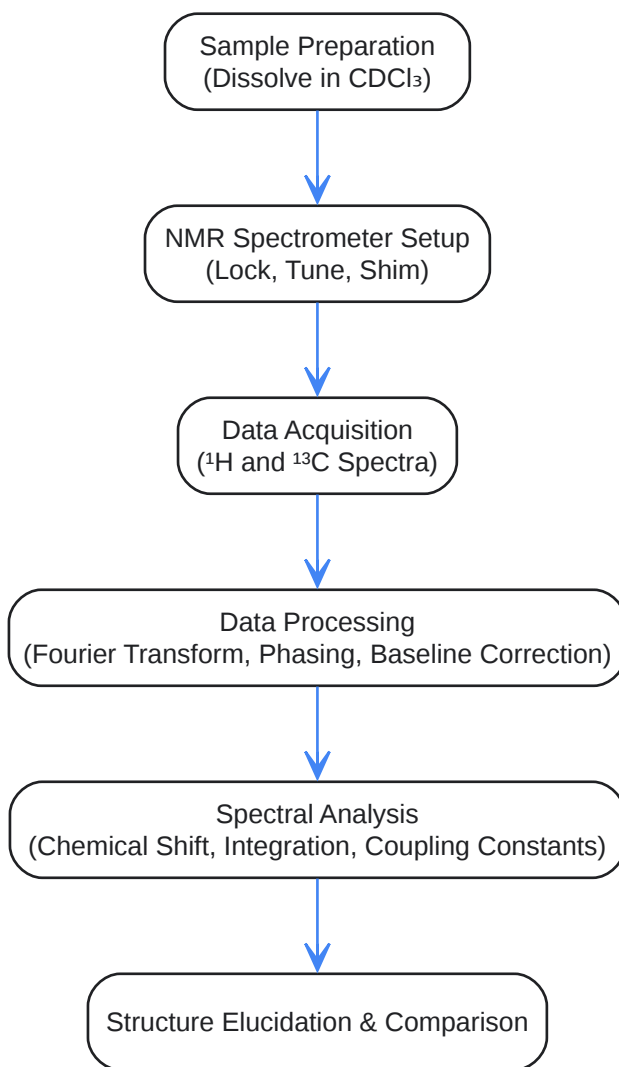 Sample Preparation
(Dissolve in CDCl₃)
NMR Spectrometer Setup
(Lock, Tune, Shim)
Data Acquisition
(¹H and ¹³C Spectra)
Data Processing
(Fourier Transform, Phasing, Baseline Correction)
Spectral Analysis
(Chemical Shift, Integration, Coupling Constants)
Structure Elucidation & Comparison